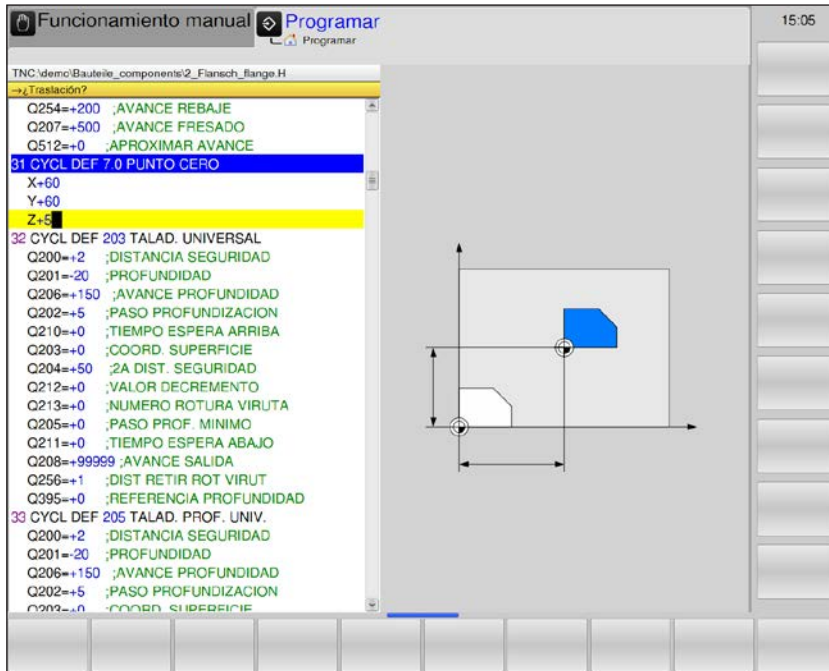 Funcionamiento manual
Programar
Programar
15:05
TNC:\demo\Bauteile_components\2_Flansch_flange.H
→¿Traslación?
Q254=+200 ;AVANCE REBAJE
Q207=+500 ;AVANCE FRESADO
Q512=+0 ;APROXIMAR AVANCE
31 CYCL DEF 7.0 PUNTO CERO
X+60
Y+60
Z+5
32 CYCL DEF 203 TALAD. UNIVERSAL
Q200=+2 ;DISTANCIA SEGURIDAD
Q201=-20 ;PROFUNDIDAD
Q206=+150 ;AVANCE PROFUNDIDAD
Q202=+5 ;PASO PROFUNDIZACION
Q210=+0 ;TIEMPO ESPERA ARRIBA
Q203=+0 ;COORD. SUPERFICIE
Q204=+50 ;2A DIST. SEGURIDAD
Q212=+0 ;VALOR DECREMENTO
Q213=+0 ;NUMERO ROTURA VIRUTA
Q205=+0 ;PASO PROF. MINIMO
Q211=+0 ;TIEMPO ESPERA ABAJO
Q208=+99999 ;AVANCE SALIDA
Q256=+1 ;DIST RETIR ROT VIRUT
Q395=+0 ;REFERENCIA PROFUNDIDAD
33 CYCL DEF 205 TALAD. PROF. UNIV.
Q200=+2 ;DISTANCIA SEGURIDAD
Q201=-20 ;PROFUNDIDAD
Q206=+150 ;AVANCE PROFUNDIDAD
Q202=+5 ;PASO PROFUNDIZACION
Q203=+0 ;COORD. SUPERFICIE